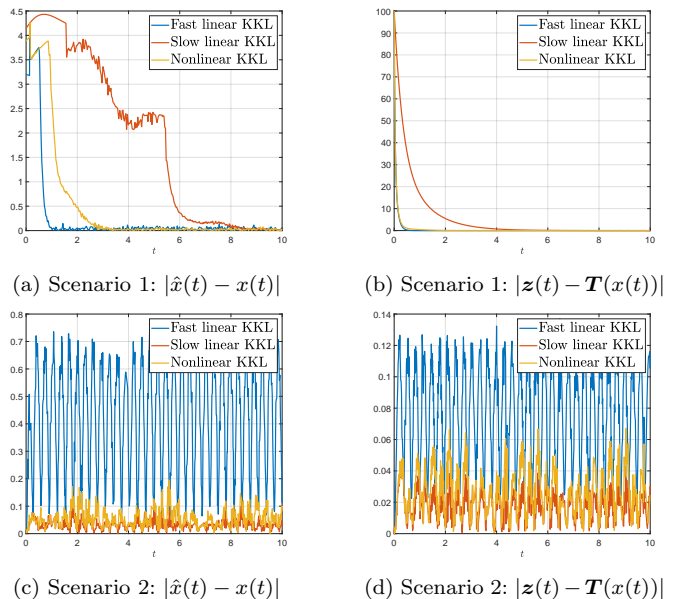 4.5
4
3.5
3
2.5
2
1.5
1
0.5
0
0 2 4 6 8 10
t
Fast linear KKL
Slow linear KKL
Nonlinear KKL
100
90
80
70
60
50
40
30
20
10
0
0 2 4 6 8 10
t
Fast linear KKL
Slow linear KKL
Nonlinear KKL
(a) Scenario 1: |x̂(t) − x(t)|
(b) Scenario 1: |z(t) − T(x(t))|
0.8
0.7
0.6
0.5
0.4
0.3
0.2
0.1
0
0 2 4 6 8 10
t
Fast linear KKL
Slow linear KKL
Nonlinear KKL
0.14
0.12
0.1
0.08
0.06
0.04
0.02
0
0 2 4 6 8 10
t
Fast linear KKL
Slow linear KKL
Nonlinear KKL
(c) Scenario 2: |x̂(t) − x(t)|
(d) Scenario 2: |z(t) − T(x(t))|